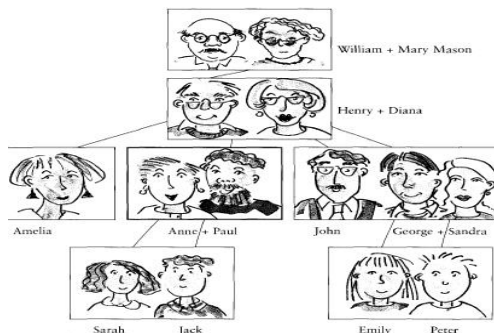 William + Mary Mason
Henry + Diana
Amelia
Anne + Paul
John
George + Sandra
Sarah
Jack
Emily
Peter